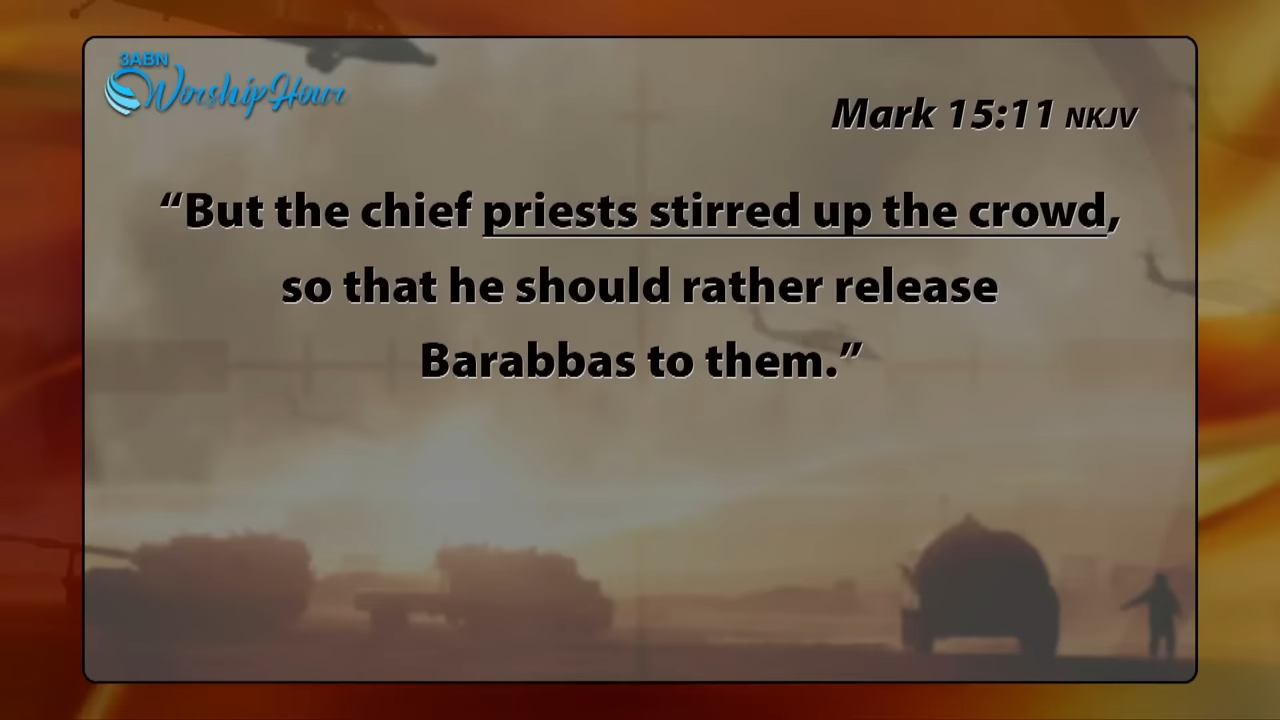 3ABN
Worship Hour
Mark 15:11 NKJV
“But the chief priests stirred up the crowd,
so that he should rather release
Barabbas to them.”